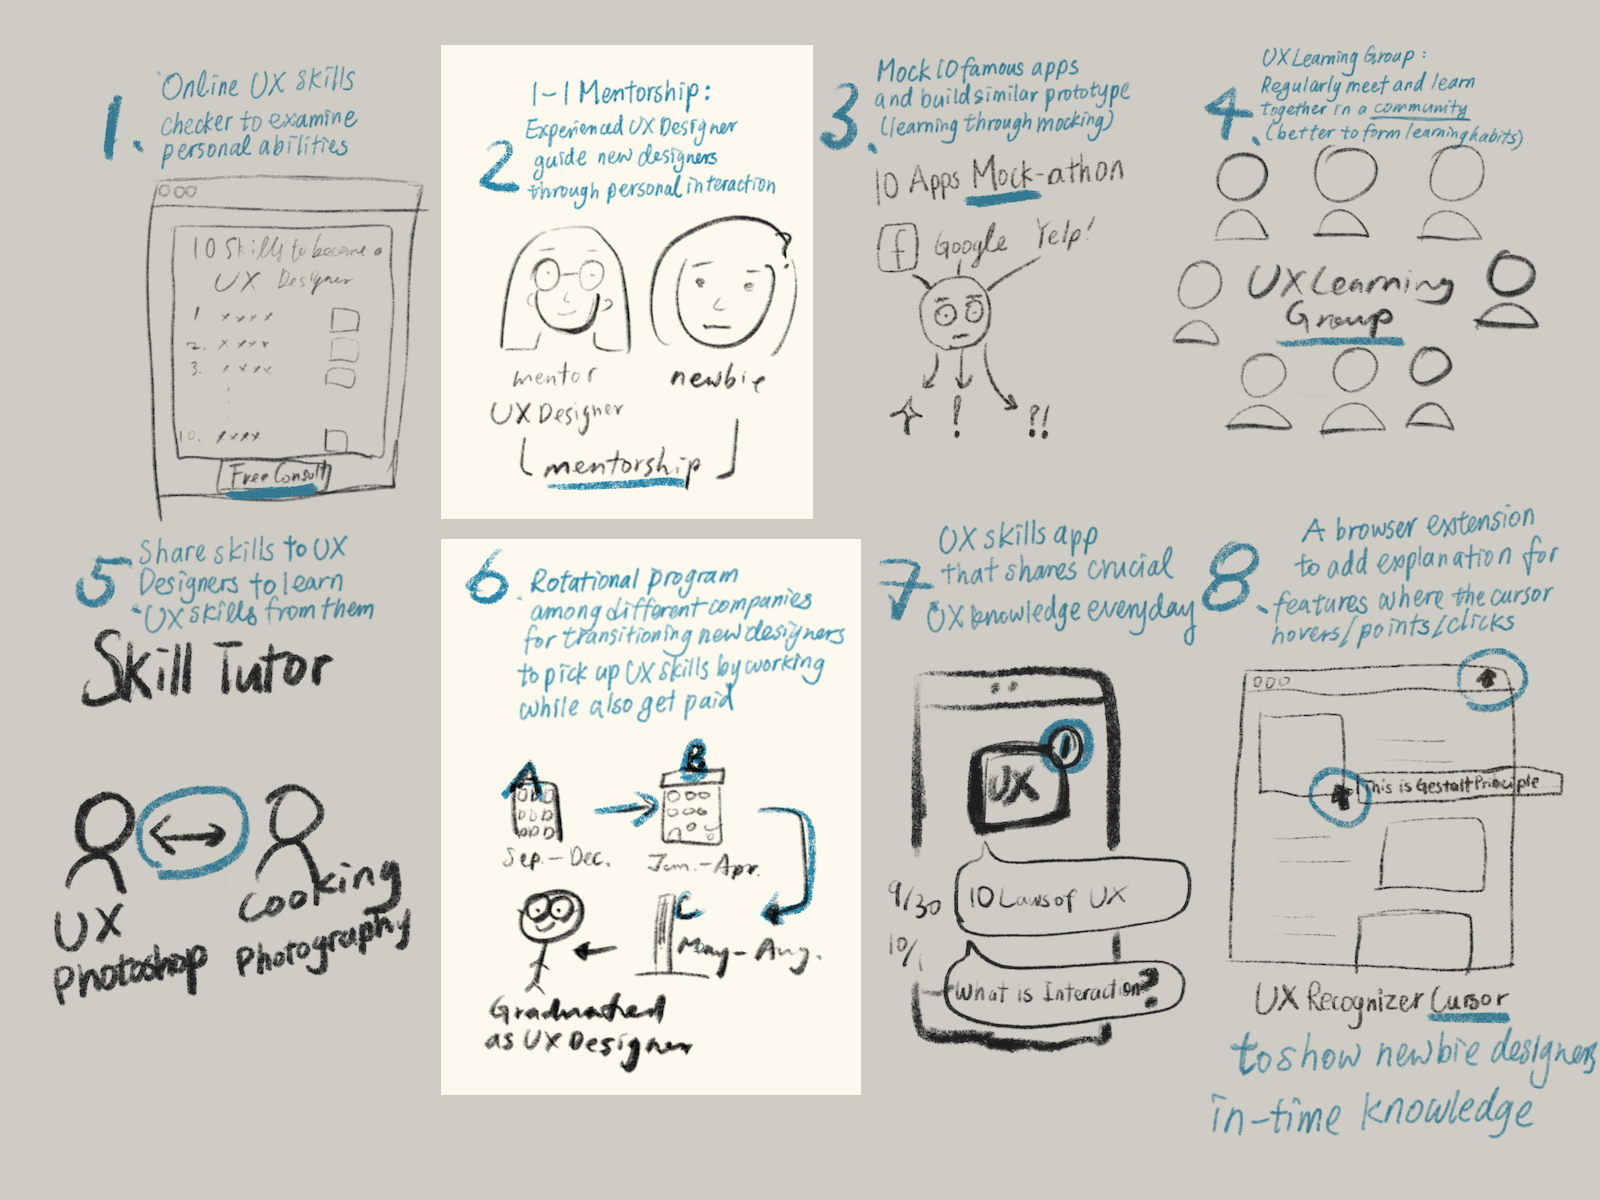 1.
Online UX skills
checker to examine
personal abilities
10 Skills to become a
UX Designer
1 xxxx
2. xxxx
3. xxxx
10. xxxx
Free Consult
2
1-1 Mentorship:
Experienced UX Designer
guide new designers
through personal interaction
?
mentor
UX Designer
newbie
mentorship
3.
Mock 10 famous apps
and build similar prototype
(learning through mocking)
10 Apps Mock-athon
f Google Yelp!
! ?!
4.
UX Learning Group:
Regularly meet and learn
together in a community
(better to form learning habits)
UX Learning
Group
5
Share skills to UX
Designers to learn
UX skills from them
Skill Tutor
UX
Photoshop
Cooking
Photography
6.
Rotational program
among different companies
for transitioning new designers
to pick up UX skills by working
while also get paid
A
Sep.-Dec.
B
Jan.-Apr.
C
May-Aug.
Graduated
as UX Designer
7
UX skills app
that shares crucial
UX knowledge everyday
UX
1
9/30
10 Laws of UX
10/1
What is Interaction?
8.
A browser extension
to add explanation for
features where the cursor
hovers/points/clicks
This is Gestalt Principle
UX Recognizer Cursor
to show newbie designers
in-time knowledge